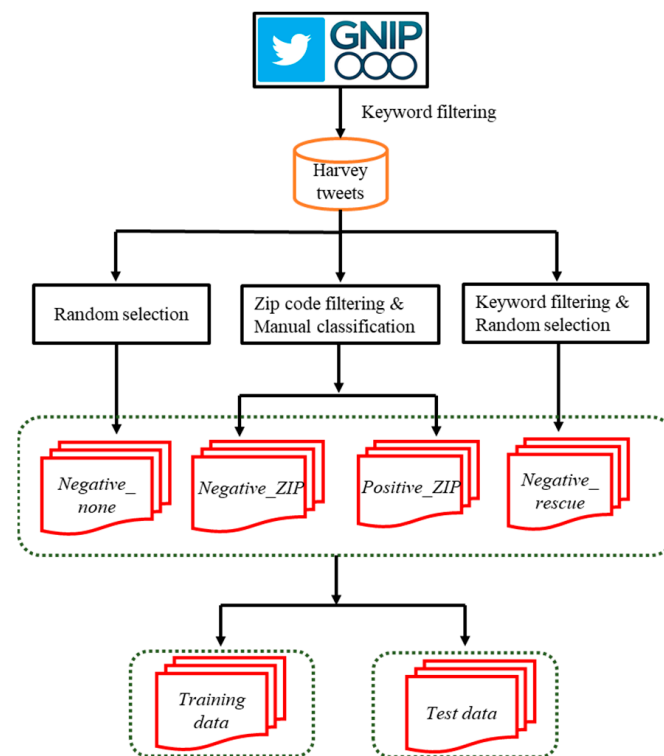 GNIP
Keyword filtering
Harvey
tweets
Random selection
Zip code filtering &
Manual classification
Keyword filtering &
Random selection
Negative_
none
Negative_ZIP
Positive_ZIP
Negative_
rescue
Training
data
Test data